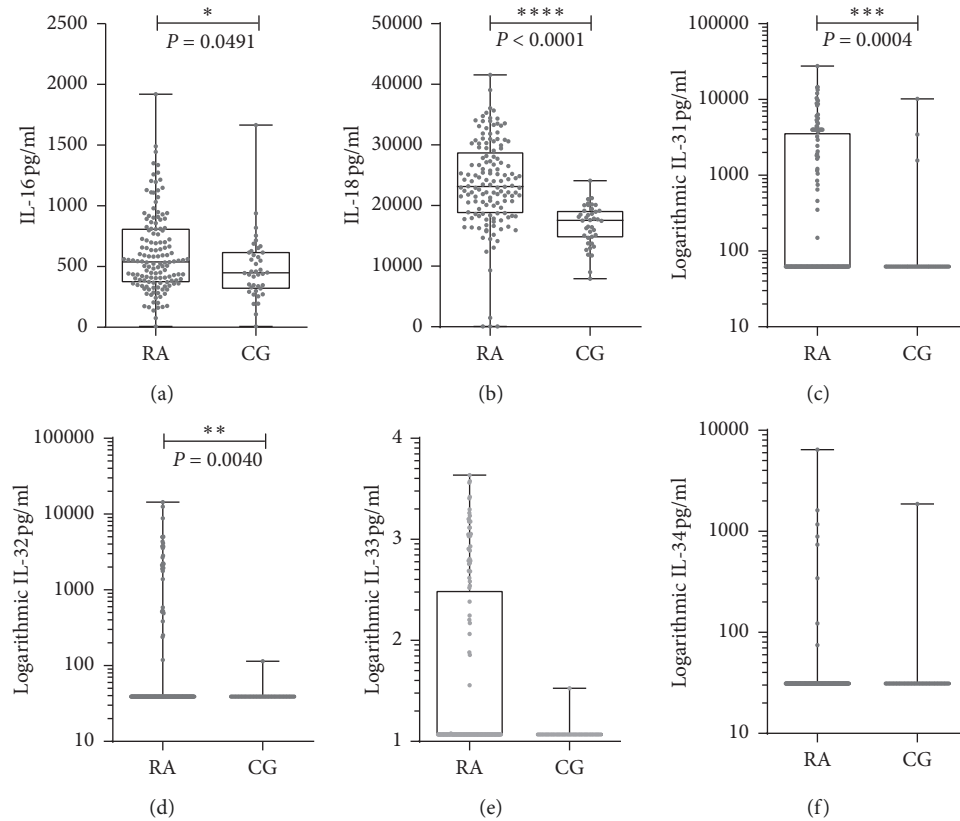 *
P = 0.0491
2500
2000
1500
1000
500
0
IL-16 pg/ml
RA
CG
(a)
****
P < 0.0001
50000
40000
30000
20000
10000
0
IL-18 pg/ml
RA
CG
(b)
***
P = 0.0004
100000
10000
1000
100
10
Logarithmic IL-31 pg/ml
RA
CG
(c)
**
P = 0.0040
100000
10000
1000
100
10
Logarithmic IL-32 pg/ml
RA
CG
(d)
4
3
2
1
Logarithmic IL-33 pg/ml
RA
CG
(e)
10000
1000
100
10
Logarithmic IL-34 pg/ml
RA
CG
(f)